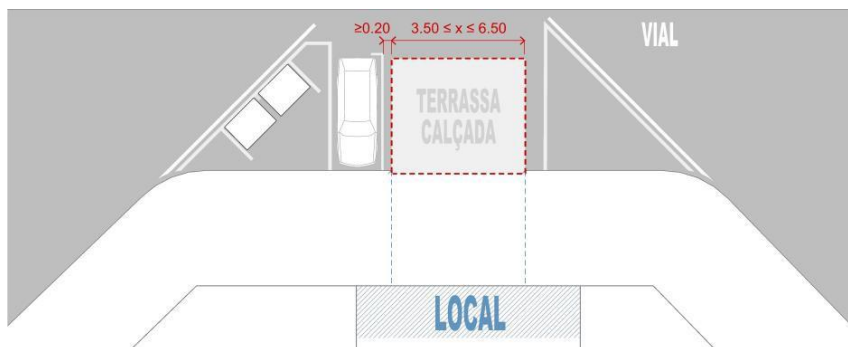 ≥0.20 3.50 ≤ x ≤ 6.50
VIAL
TERRASSA
CALÇADA
LOCAL